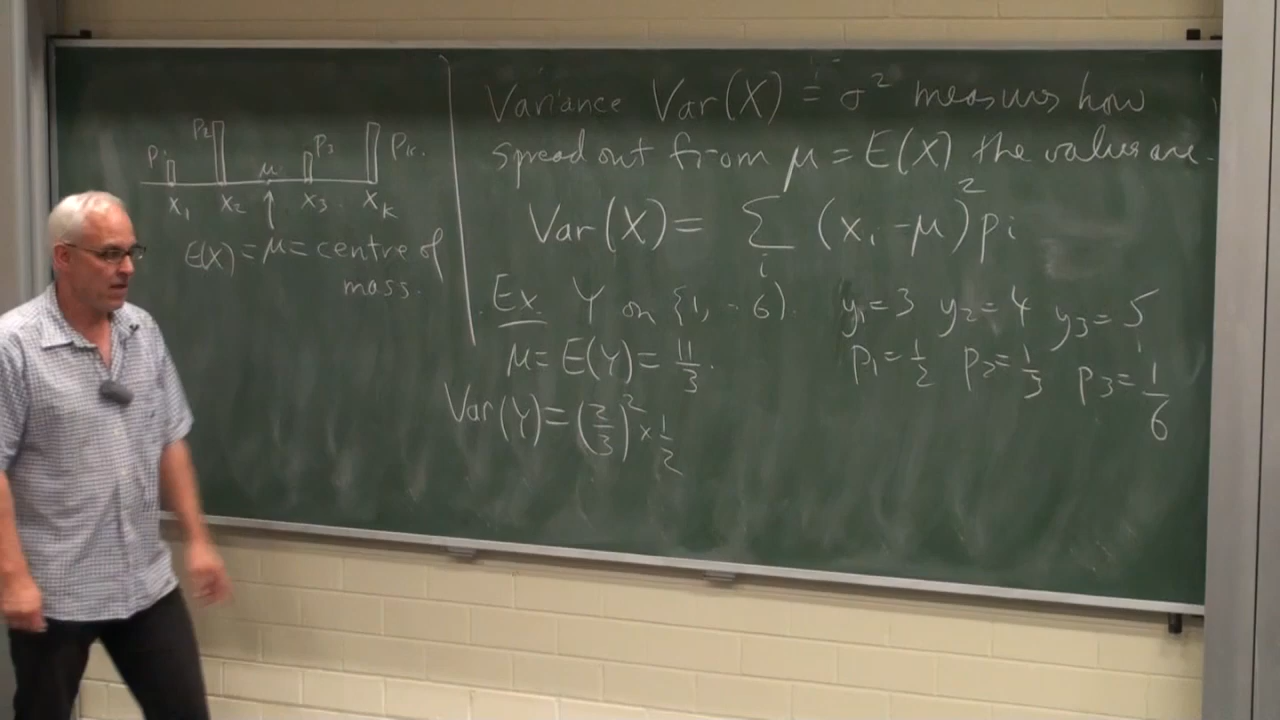 P1 P2 μ P3 Pk.
x1 x2 x3 . xk
E(X) = μ = centre of
mass.
Variance Var(X) = σ² measures how
spread out from μ = E(X) the values are.
Var(X) = Σi (xi - μ)² pi
Ex. Y on {1, - 6}. y1 = 3 y2 = 4 y3 = 5
μ = E(Y) = 11/3. p1 = 1/2 p2 = 1/3 p3 = 1/6
Var(Y) = (2/3)² × 1/2